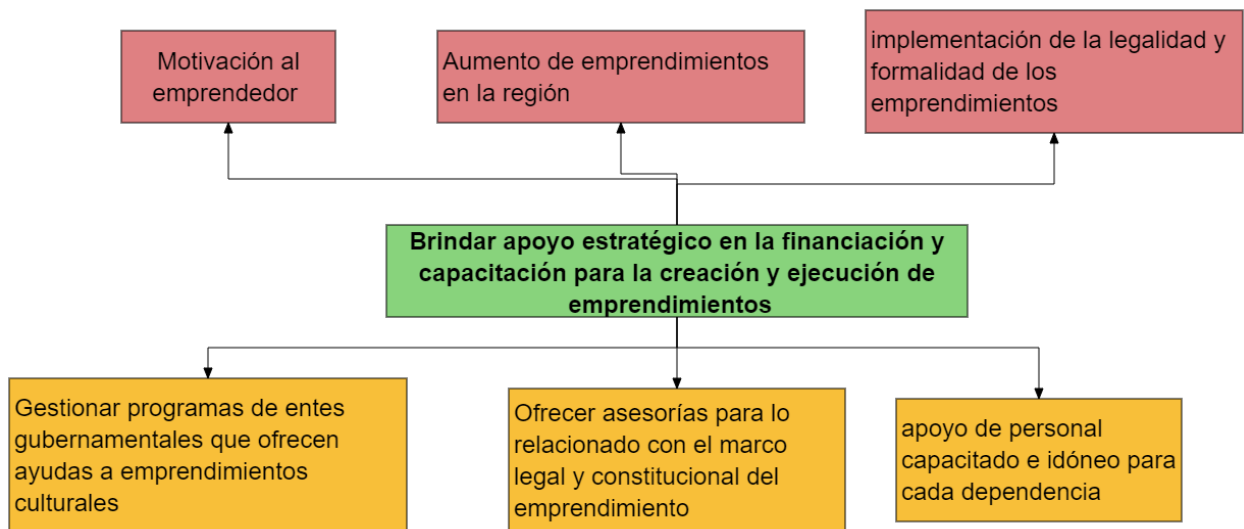 Motivación al
emprendedor
Aumento de emprendimientos
en la región
implementación de la legalidad y
formalidad de los
emprendimientos
Brindar apoyo estratégico en la financiación y
capacitación para la creación y ejecución de
emprendimientos
Gestionar programas de entes
gubernamentales que ofrecen
ayudas a emprendimientos
culturales
Ofrecer asesorías para lo
relacionado con el marco
legal y constitucional del
emprendimiento
apoyo de personal
capacitado e idóneo para
cada dependencia